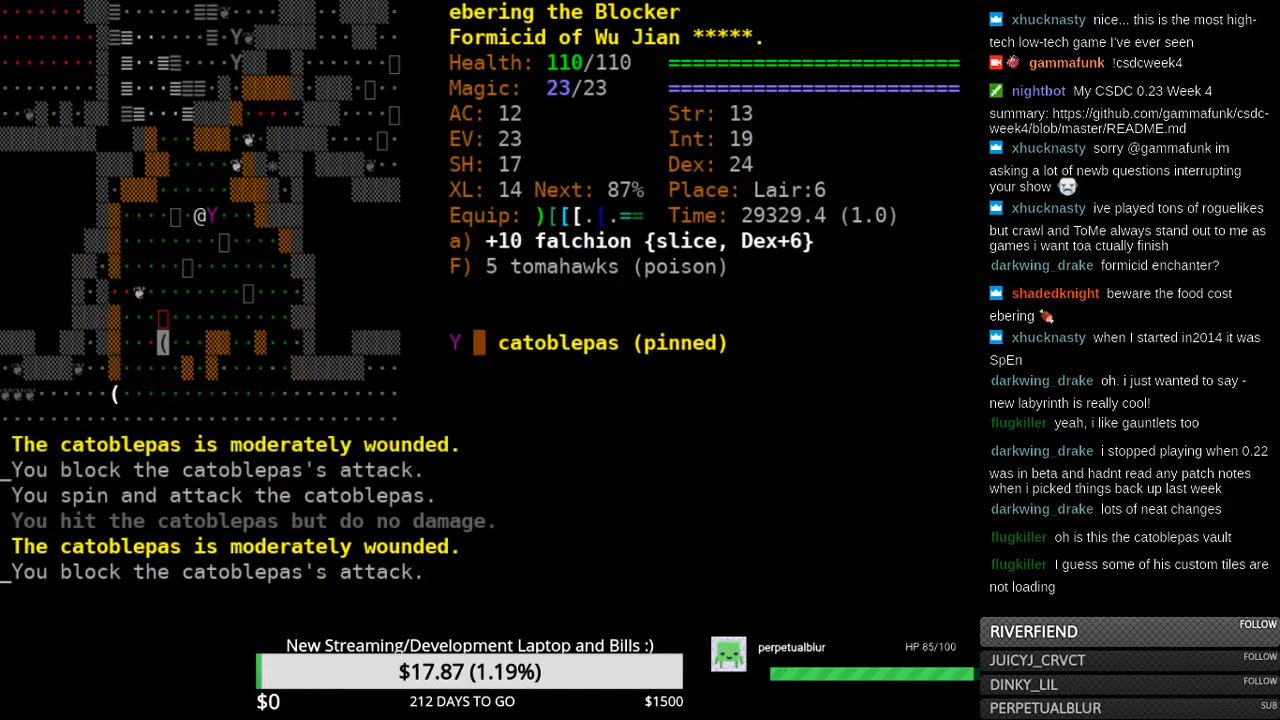 ebering the Blocker
Formicid of Wu Jian *****.
Health: 110/110 ========================
Magic: 23/23 ========================
AC: 12 Str: 13
EV: 23 Int: 19
SH: 17 Dex: 24
XL: 14 Next: 87% Place: Lair:6
Equip: )[[[.[.== Time: 29329.4 (1.0)
a) +10 falchion {slice, Dex+6}
F) 5 tomahawks (poison)
Y catoblepas (pinned)
The catoblepas is moderately wounded.
_You block the catoblepas's attack.
You spin and attack the catoblepas.
You hit the catoblepas but do no damage.
The catoblepas is moderately wounded.
_You block the catoblepas's attack.
New Streaming/Development Laptop and Bills :)
$17.87 (1.19%)
$0 212 DAYS TO GO $1500
perpetualblur HP 85/100
xhucknasty nice... this is the most high-
tech low-tech game I've ever seen
gammafunk !csdcweek4
nightbot My CSDC 0.23 Week 4
summary: https://github.com/gammafunk/csdc-
week4/blob/master/README.md
xhucknasty sorry @gammafunk im
asking a lot of newb questions interrupting
your show
xhucknasty ive played tons of roguelikes
but crawl and ToMe always stand out to me as
games i want toa ctually finish
darkwing_drake formicid enchanter?
shadedknight beware the food cost
ebering
xhucknasty when I started in2014 it was
SpEn
darkwing_drake oh. i just wanted to say -
new labyrinth is really cool!
flugkiller yeah, i like gauntlets too
darkwing_drake i stopped playing when 0.22
was in beta and hadnt read any patch notes
when i picked things back up last week
darkwing_drake lots of neat changes
flugkiller oh is this the catoblepas vault
flugkiller I guess some of his custom tiles are
not loading
RIVERFIEND FOLLOW
JUICYJ_CRVCT FOLLOW
DINKY_LIL FOLLOW
PERPETUALBLUR SUB